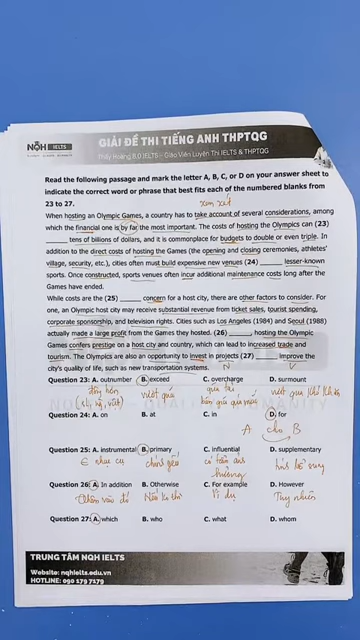 NQH IELTS
GIẢI ĐỀ THI TIẾNG ANH THPTQG
Thầy Hoàng 8.0 IELTS - Giáo Viên Luyện Thi IELTS & THPTQG
Read the following passage and mark the letter A, B, C, or D on your answer sheet to
indicate the correct word or phrase that best fits each of the numbered blanks from
23 to 27.
xem xét
When hosting an Olympic Games, a country has to take account of several considerations, among
which the financial one is by far the most important. The costs of hosting the Olympics can (23)
______ tens of billions of dollars, and it is commonplace for budgets to double or even triple. In
addition to the direct costs of hosting the Games (the opening and closing ceremonies, athletes'
village, security, etc.), cities often must build expensive new venues (24) ______ lesser-known
sports. Once constructed, sports venues often incur additional maintenance costs long after the
Games have ended.
While costs are the (25) ______ concern for a host city, there are other factors to consider. For
one, an Olympic host city may receive substantial revenue from ticket sales, tourist spending,
corporate sponsorship, and television rights. Cities such as Los Angeles (1984) and Seoul (1988)
actually made a large profit from the Games they hosted. (26) ______, hosting the Olympic
Games confers prestige on a host city and country, which can lead to increased trade and
tourism. The Olympics are also an opportunity to invest in projects (27) ______ improve the
city's quality of life, such as new transportation systems.
N V
Question 23: A. outnumber B. exceed C. overcharge D. surmount
vượt quá
Question 24: A. on B. at C. in D. for
A cho B
Question 25: A. instrumental B. primary C. influential D. supplementary
nhạc cụ chính yếu có tầm ảnh hưởng bổ sung
Question 26: A. In addition B. Otherwise C. For example D. However
Thêm vào đó Nếu ko thì Ví dụ Tuy nhiên
Question 27: A. which B. who C. what D. whom
TRUNG TÂM NQH IELTS
Website: nqhielts.edu.vn
HOTLINE: 090 179 7179